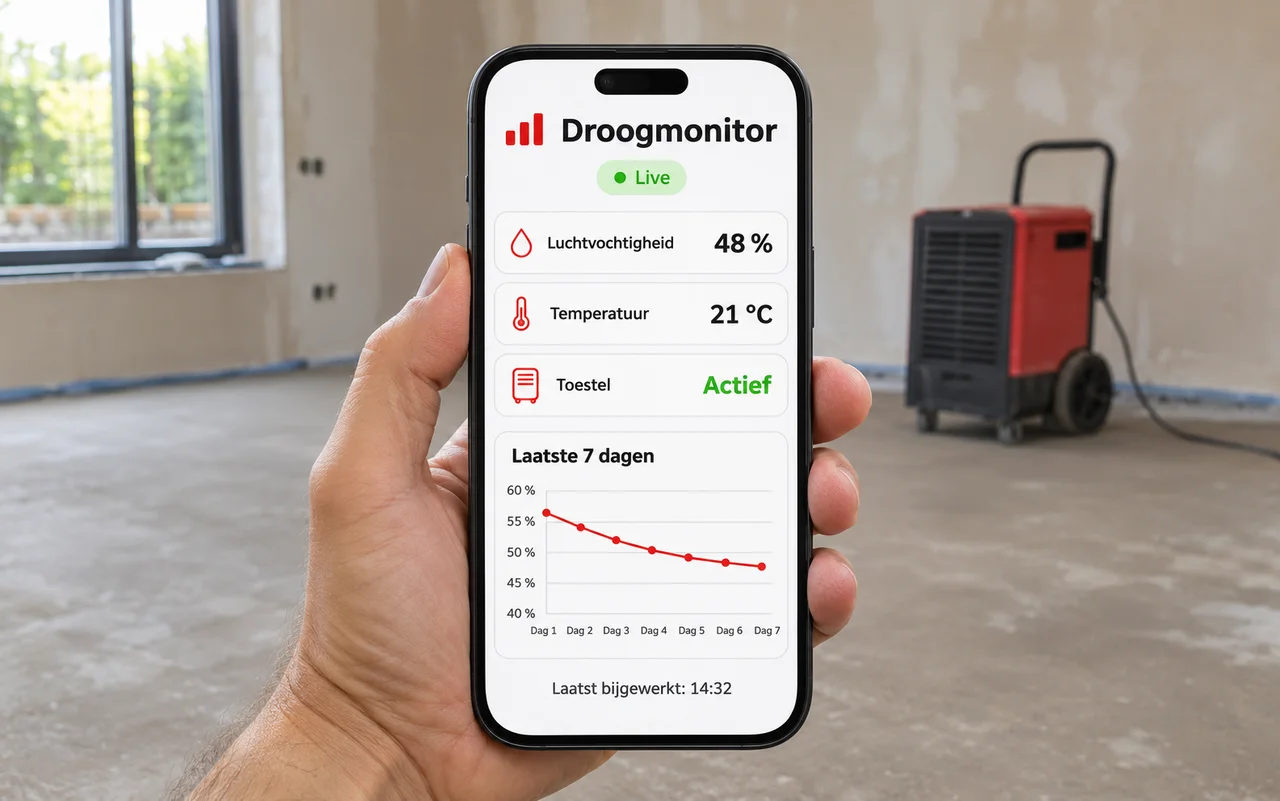 Droogmonitor
Live
Luchtvochtigheid 48 %
Temperatuur 21 °C
Toestel Actief
Laatste 7 dagen
60 %
55 %
50 %
45 %
40 %
Dag 1 Dag 2 Dag 3 Dag 4 Dag 5 Dag 6 Dag 7
Laatst bijgewerkt: 14:32